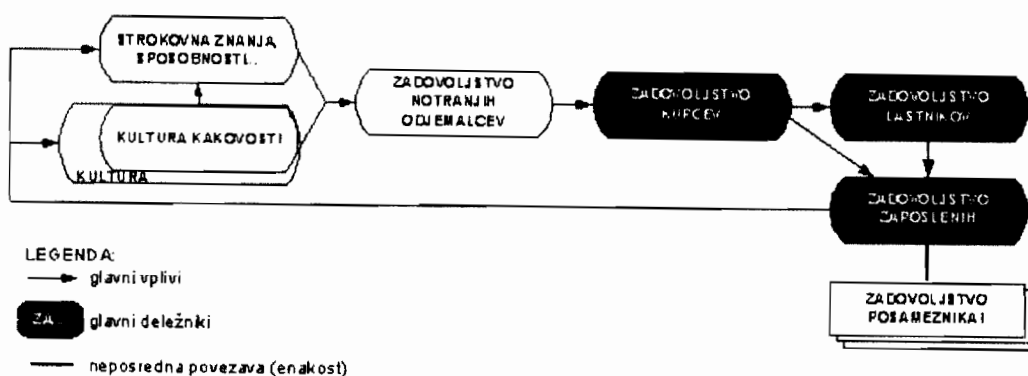 STROKOVNA ZNANJA,
SPOSOBNOSTI..
KULTURA KAKOVOSTI
KULTURA
ZADOVOLJSTVO
NOTRANJIH
ODJEMALCEV
ZADOVOLJSTVO
KUPCEV
ZADOVOLJSTVO
LASTNIKOV
ZADOVOLJSTVO
ZAPOSLENIH
ZADOVOLJSTVO
POSAMEZNIKA I
LEGENDA:
glavni vplivi
ZA..
glavni deležniki
neposredna povezava (enakost)